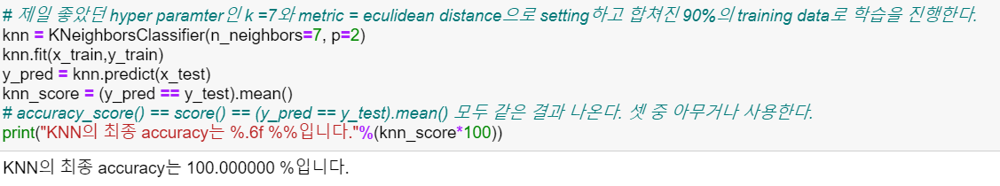 # 제일 좋았던 hyper paramter인 k =7와 metric = eculidean distance으로 setting하고 합쳐진 90%의 training data로 학습을 진행한다.
knn = KNeighborsClassifier(n_neighbors=7, p=2)
knn.fit(x_train,y_train)
y_pred = knn.predict(x_test)
knn_score = (y_pred == y_test).mean()
# accuracy_score() == score() == (y_pred == y_test).mean() 모두 같은 결과 나온다. 셋 중 아무거나 사용한다.
print("KNN의 최종 accuracy는 %.6f %%입니다."%(knn_score*100))
KNN의 최종 accuracy는 100.000000 %입니다.